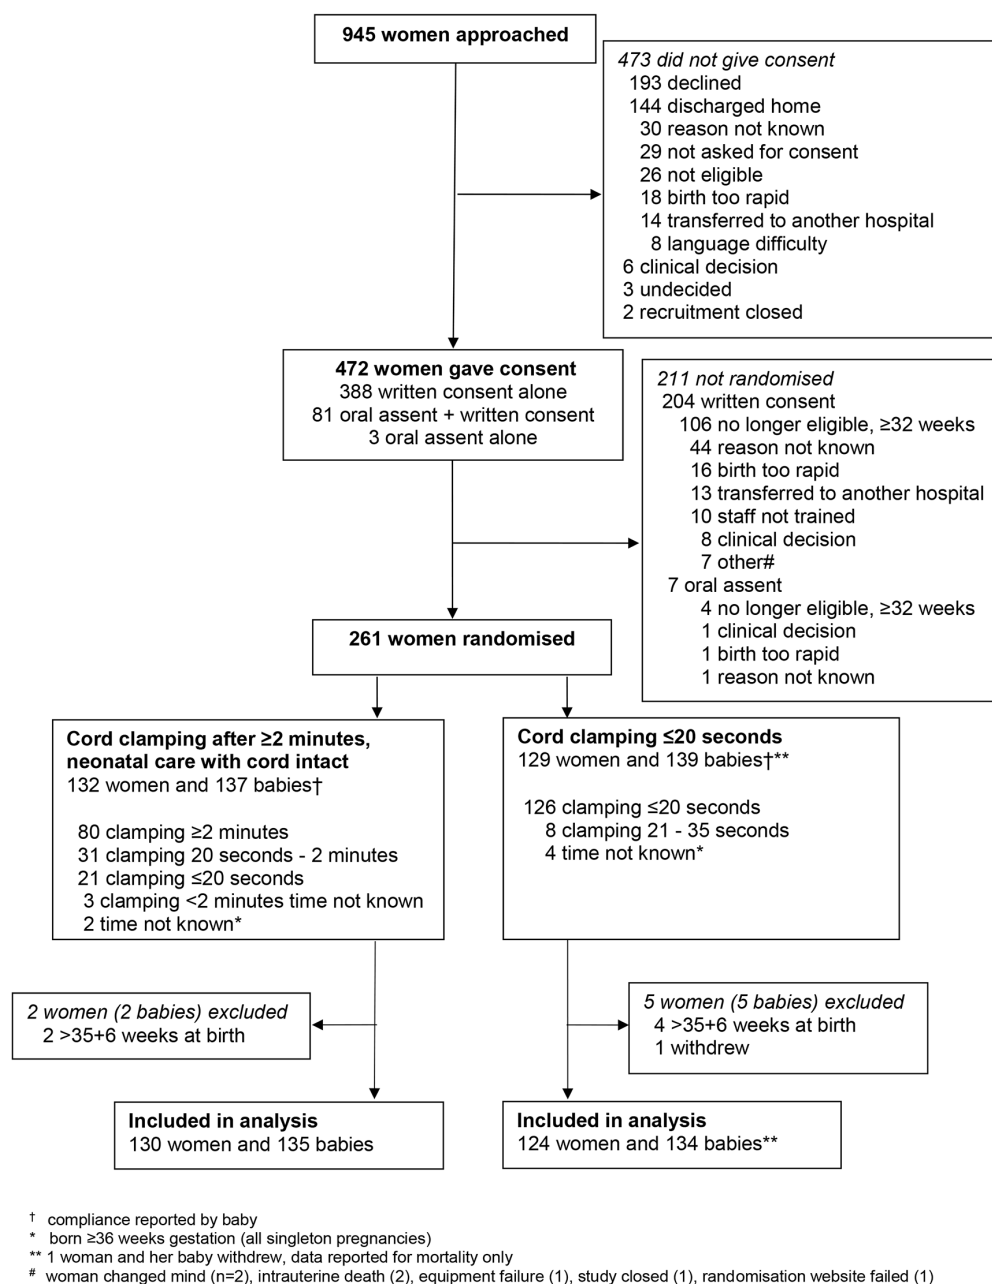 945 women approached
473 did not give consent
193 declined
144 discharged home
30 reason not known
29 not asked for consent
26 not eligible
18 birth too rapid
14 transferred to another hospital
8 language difficulty
6 clinical decision
3 undecided
2 recruitment closed
472 women gave consent
388 written consent alone
81 oral assent + written consent
3 oral assent alone
211 not randomised
204 written consent
106 no longer eligible, ≥32 weeks
44 reason not known
16 birth too rapid
13 transferred to another hospital
10 staff not trained
8 clinical decision
7 other#
7 oral assent
4 no longer eligible, ≥32 weeks
1 clinical decision
1 birth too rapid
1 reason not known
261 women randomised
Cord clamping after ≥2 minutes,
neonatal care with cord intact
132 women and 137 babies†
80 clamping ≥2 minutes
31 clamping 20 seconds - 2 minutes
21 clamping ≤20 seconds
3 clamping <2 minutes time not known
2 time not known*
Cord clamping ≤20 seconds
129 women and 139 babies†**
126 clamping ≤20 seconds
8 clamping 21 - 35 seconds
4 time not known*
2 women (2 babies) excluded
2 >35+6 weeks at birth
5 women (5 babies) excluded
4 >35+6 weeks at birth
1 withdrew
Included in analysis
130 women and 135 babies
Included in analysis
124 women and 134 babies**
† compliance reported by baby
* born ≥36 weeks gestation (all singleton pregnancies)
** 1 woman and her baby withdrew, data reported for mortality only
# woman changed mind (n=2), intrauterine death (2), equipment failure (1), study closed (1), randomisation website failed (1)